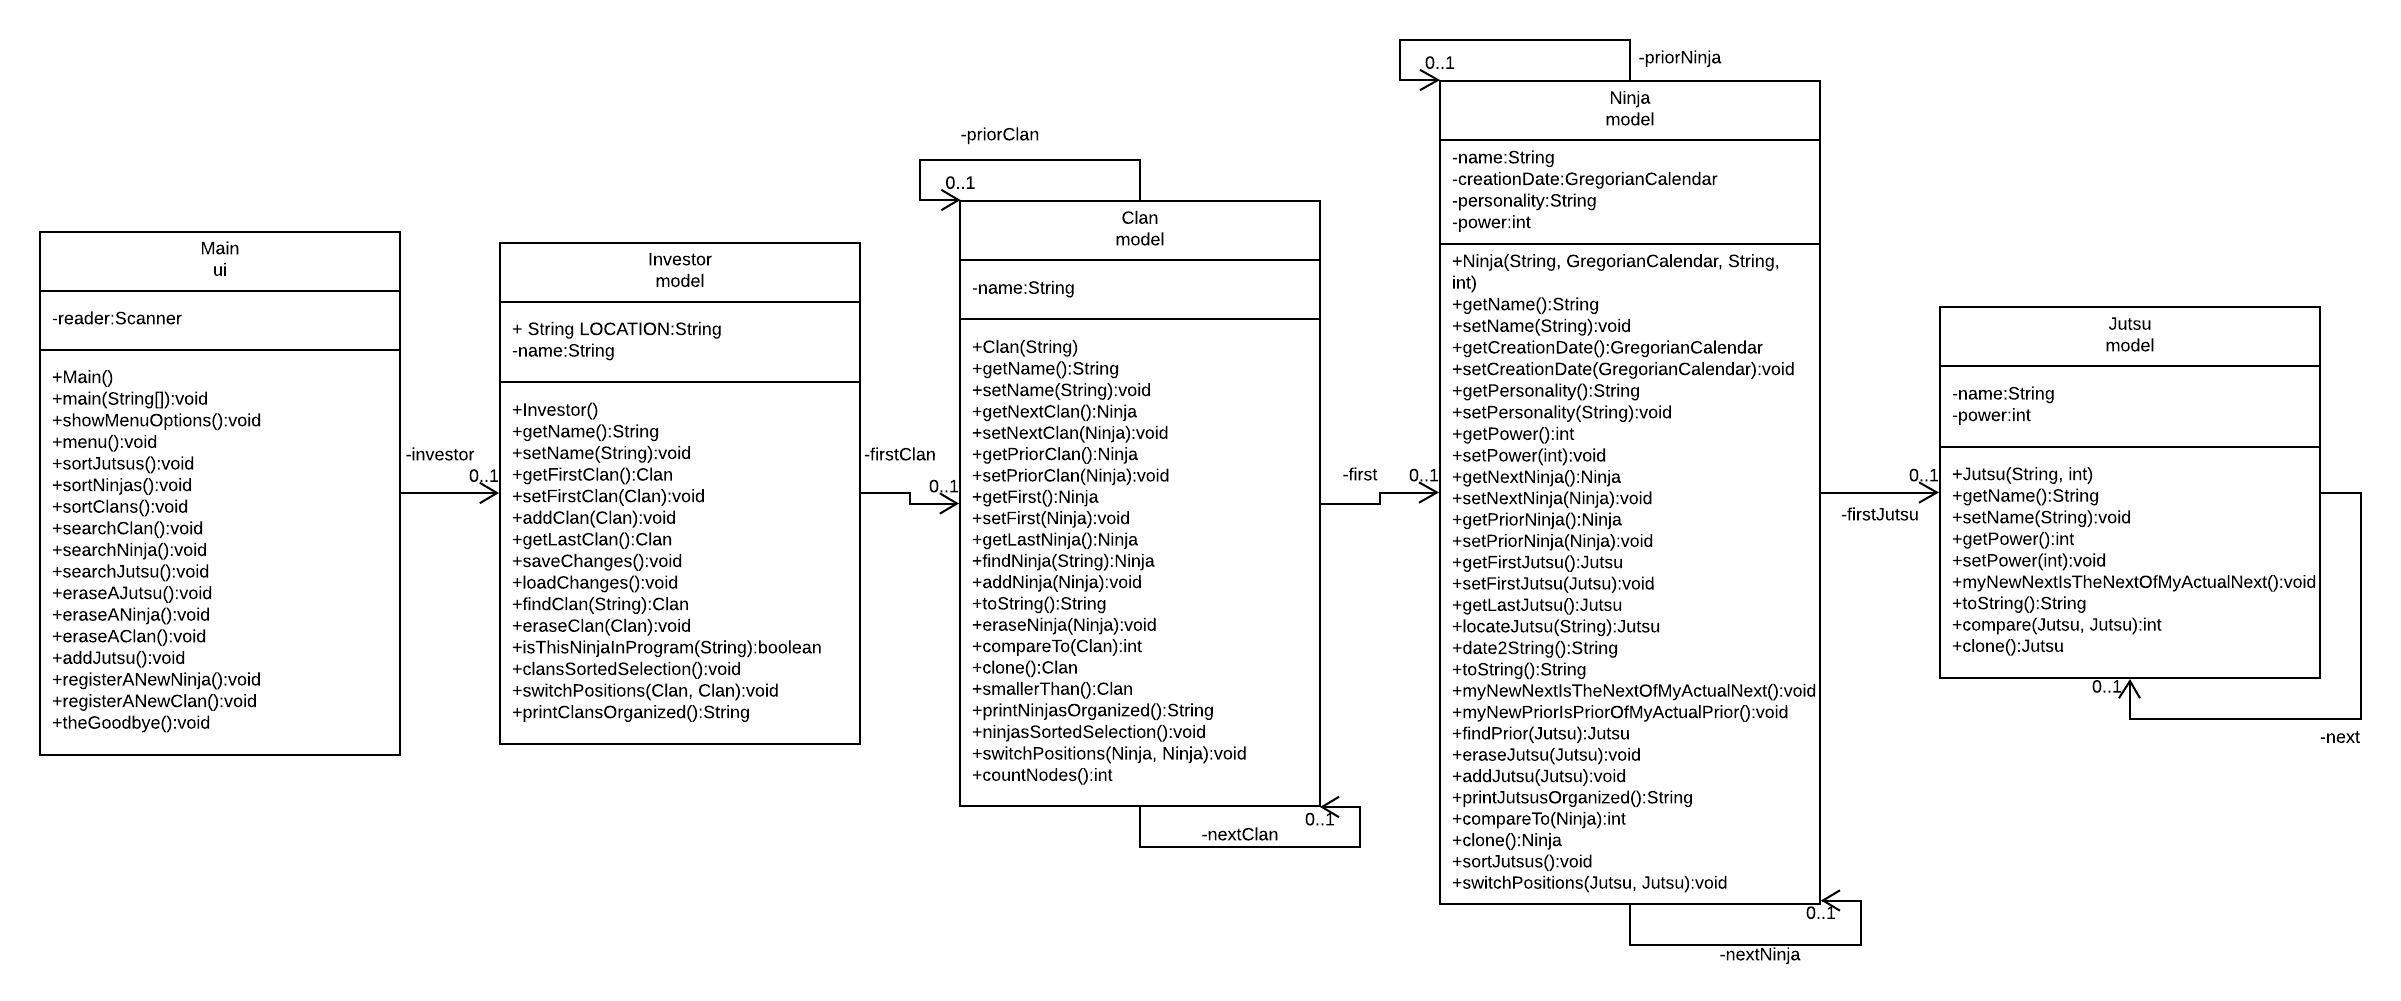 Main
ui
-reader:Scanner
+Main()
+main(String[]):void
+showMenuOptions():void
+menu():void
+sortJutsus():void
+sortNinjas():void
+sortClans():void
+searchClan():void
+searchNinja():void
+searchJutsu():void
+eraseAJutsu():void
+eraseANinja():void
+eraseAClan():void
+addJutsu():void
+registerANewNinja():void
+registerANewClan():void
+theGoodbye():void
-investor
0..1
Investor
model
+ String LOCATION:String
-name:String
+Investor()
+getName():String
+setName(String):void
+getFirstClan():Clan
+setFirstClan(Clan):void
+addClan(Clan):void
+getLastClan():Clan
+saveChanges():void
+loadChanges():void
+findClan(String):Clan
+eraseClan(Clan):void
+isThisNinjaInProgram(String):boolean
+clansSortedSelection():void
+switchPositions(Clan, Clan):void
+printClansOrganized():String
-firstClan
0..1
-priorClan
0..1
Clan
model
-name:String
+Clan(String)
+getName():String
+setName(String):void
+getNextClan():Ninja
+setNextClan(Ninja):void
+getPriorClan():Ninja
+setPriorClan(Ninja):void
+getFirst():Ninja
+setFirst(Ninja):void
+getLastNinja():Ninja
+findNinja(String):Ninja
+addNinja(Ninja):void
+toString():String
+eraseNinja(Ninja):void
+compareTo(Clan):int
+clone():Clan
+smallerThan():Clan
+printNinjasOrganized():String
+ninjasSortedSelection():void
+switchPositions(Ninja, Ninja):void
+countNodes():int
0..1
-nextClan
-first
0..1
-priorNinja
0..1
Ninja
model
-name:String
-creationDate:GregorianCalendar
-personality:String
-power:int
+Ninja(String, GregorianCalendar, String,
int)
+getName():String
+setName(String):void
+getCreationDate():GregorianCalendar
+setCreationDate(GregorianCalendar):void
+getPersonality():String
+setPersonality(String):void
+getPower():int
+setPower(int):void
+getNextNinja():Ninja
+setNextNinja(Ninja):void
+getPriorNinja():Ninja
+setPriorNinja(Ninja):void
+getFirstJutsu():Jutsu
+setFirstJutsu(Jutsu):void
+getLastJutsu():Jutsu
+locateJutsu(String):Jutsu
+date2String():String
+toString():String
+myNewNextIsTheNextOfMyActualNext():void
+myNewPriorIsPriorOfMyActualPrior():void
+findPrior(Jutsu):Jutsu
+eraseJutsu(Jutsu):void
+addJutsu(Jutsu):void
+printJutsusOrganized():String
+compareTo(Ninja):int
+clone():Ninja
+sortJutsus():void
+switchPositions(Jutsu, Jutsu):void
0..1
-nextNinja
0..1
-firstJutsu
Jutsu
model
-name:String
-power:int
+Jutsu(String, int)
+getName():String
+setName(String):void
+getPower():int
+setPower(int):void
+myNewNextIsTheNextOfMyActualNext():void
+toString():String
+compare(Jutsu, Jutsu):int
+clone():Jutsu
0..1
-next